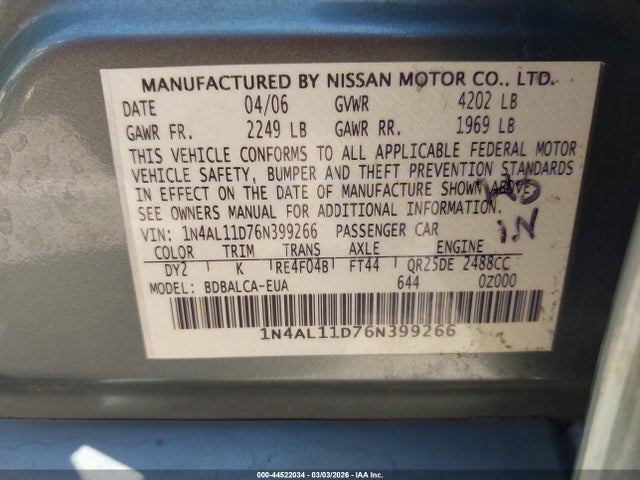 MANUFACTURED BY NISSAN MOTOR CO., LTD.
DATE 04/06 GVWR 4202 LB
GAWR FR. 2249 LB GAWR RR. 1969 LB
THIS VEHICLE CONFORMS TO ALL APPLICABLE FEDERAL MOTOR
VEHICLE SAFETY, BUMPER AND THEFT PREVENTION STANDARDS
IN EFFECT ON THE DATE OF MANUFACTURE SHOWN ABOVE.
SEE OWNERS MANUAL FOR ADDITIONAL INFORMATION.
VIN: 1N4AL11D76N399266 PASSENGER CAR
COLOR TRIM TRANS AXLE ENGINE
DY2 K RE4F04B FT44 QR25DE 2488CC
MODEL: BDBALCA-EUA 644 0Z000
1N4AL11D76N399266
000-44522034 | 03/03/2026 | IAA Inc.